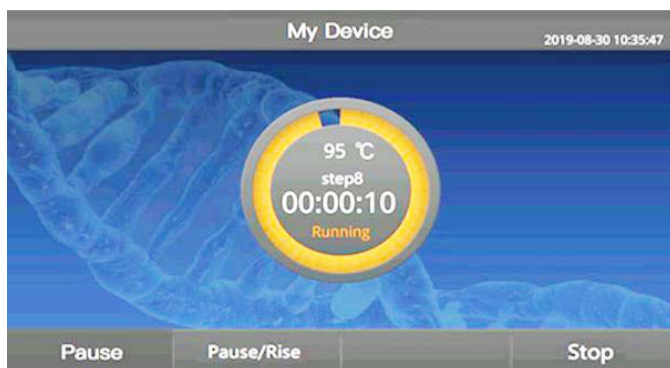 My Device
2019-08-30 10:35:47
95 ℃
step8
00:00:10
Running
Pause
Pause/Rise
Stop